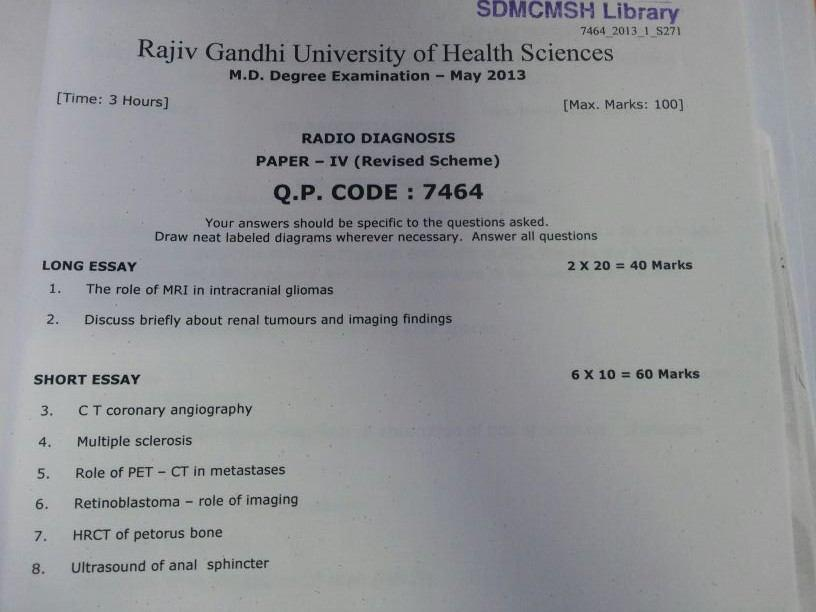 SDMCMSH Library
7464_2013_1_S271
Rajiv Gandhi University of Health Sciences
M.D. Degree Examination – May 2013
[Time: 3 Hours] [Max. Marks: 100]
RADIO DIAGNOSIS
PAPER – IV (Revised Scheme)
Q.P. CODE : 7464
Your answers should be specific to the questions asked.
Draw neat labeled diagrams wherever necessary. Answer all questions
LONG ESSAY 2 X 20 = 40 Marks
1. The role of MRI in intracranial gliomas
2. Discuss briefly about renal tumours and imaging findings
SHORT ESSAY 6 X 10 = 60 Marks
3. C T coronary angiography
4. Multiple sclerosis
5. Role of PET – CT in metastases
6. Retinoblastoma – role of imaging
7. HRCT of petorus bone
8. Ultrasound of anal sphincter